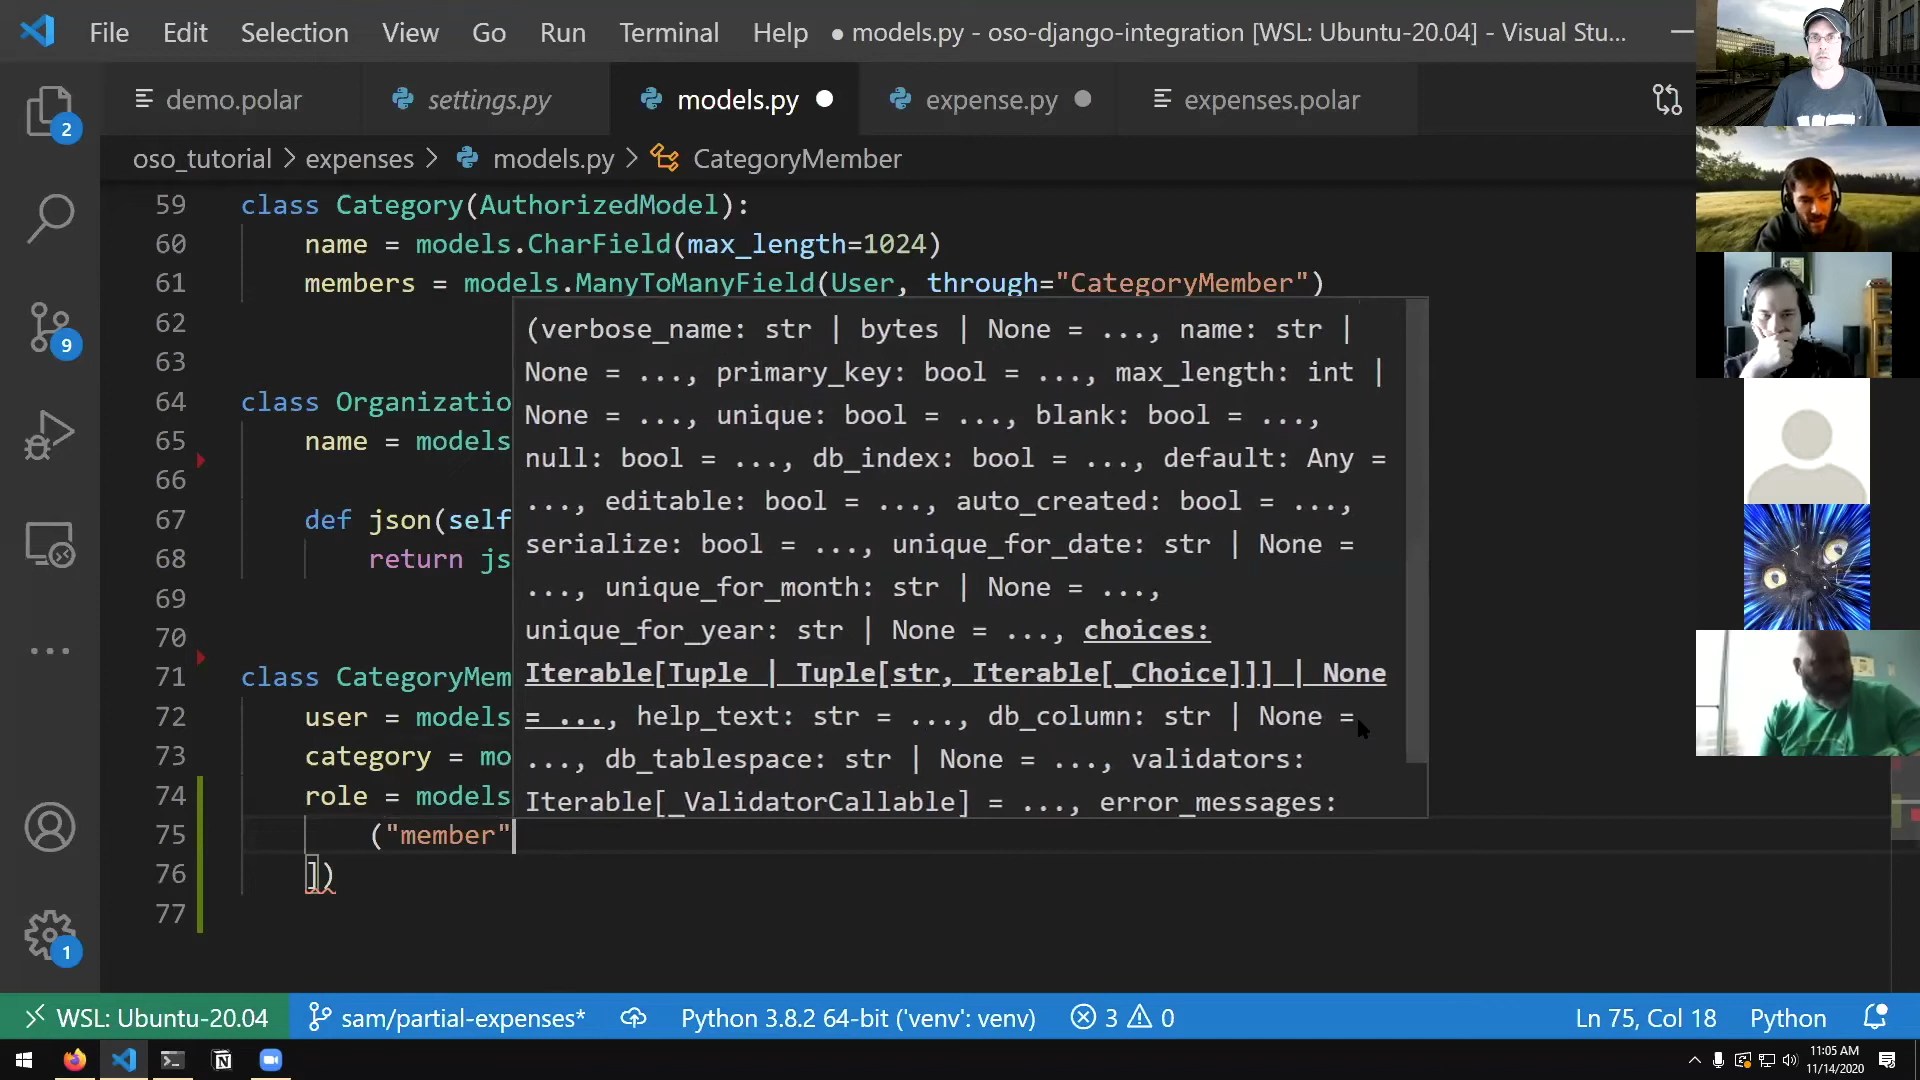 File Edit Selection View Go Run Terminal Help ● models.py - oso-django-integration [WSL: Ubuntu-20.04] - Visual Stu...
demo.polar settings.py models.py expense.py expenses.polar
oso_tutorial > expenses > models.py > CategoryMember
59 class Category(AuthorizedModel):
60 name = models.CharField(max_length=1024)
61 members = models.ManyToManyField(User, through="CategoryMember")
62
63
64 class Organizatio
65 name = models
66
67 def json(self
68 return js
69
70
71 class CategoryMem
72 user = models
73 category = mo
74 role = models
75 ("member"
76 ])
77
(verbose_name: str | bytes | None = ..., name: str |
None = ..., primary_key: bool = ..., max_length: int |
None = ..., unique: bool = ..., blank: bool = ...,
null: bool = ..., db_index: bool = ..., default: Any =
..., editable: bool = ..., auto_created: bool = ...,
serialize: bool = ..., unique_for_date: str | None =
..., unique_for_month: str | None = ...,
unique_for_year: str | None = ..., choices:
Iterable[Tuple | Tuple[str, Iterable[_Choice]]] | None
= ..., help_text: str = ..., db_column: str | None =
..., db_tablespace: str | None = ..., validators:
Iterable[_ValidatorCallable] = ..., error_messages:
2
9
1
WSL: Ubuntu-20.04 sam/partial-expenses* Python 3.8.2 64-bit ('venv': venv) 3 0 Ln 75, Col 18 Python
11:05 AM
11/14/2020